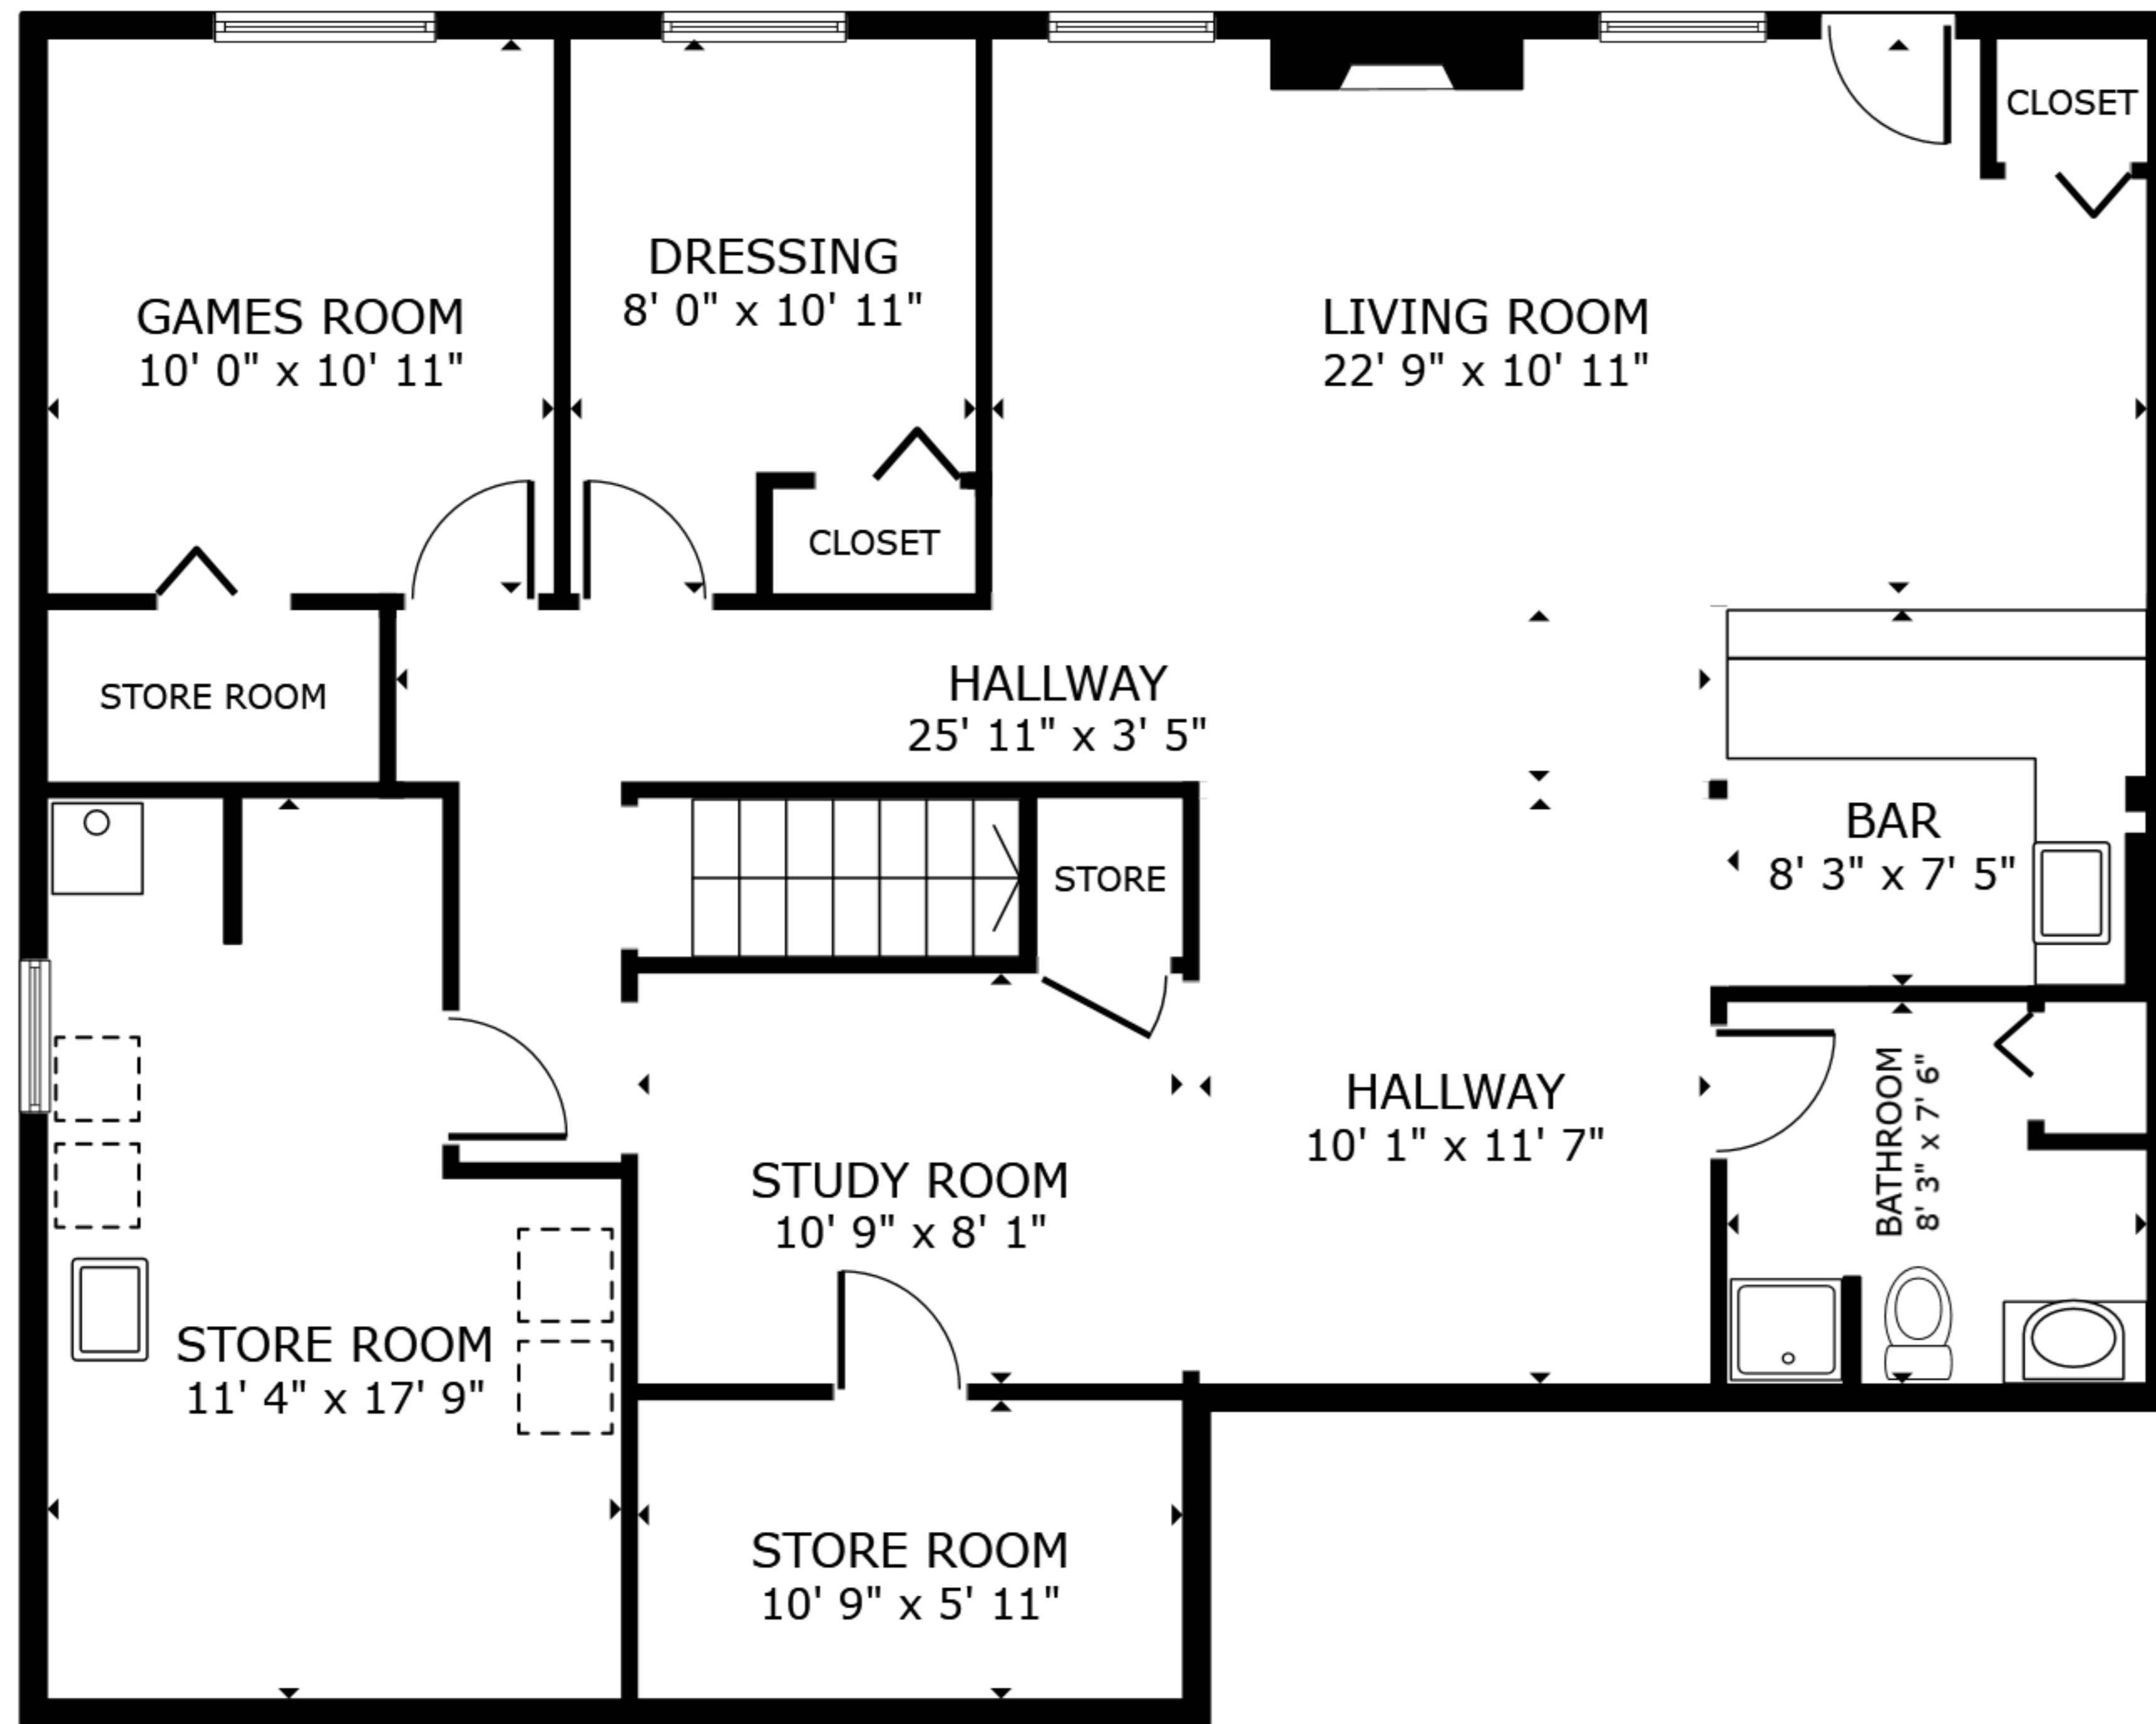 CLOSET
DRESSING
8' 0" x 10' 11"
GAMES ROOM
10' 0" x 10' 11"
LIVING ROOM
22' 9" x 10' 11"
CLOSET
STORE ROOM
HALLWAY
25' 11" x 3' 5"
BAR
8' 3" x 7' 5"
STORE
HALLWAY
10' 1" x 11' 7"
BATHROOM
8' 3" x 7' 6"
STUDY ROOM
10' 9" x 8' 1"
STORE ROOM
11' 4" x 17' 9"
STORE ROOM
10' 9" x 5' 11"